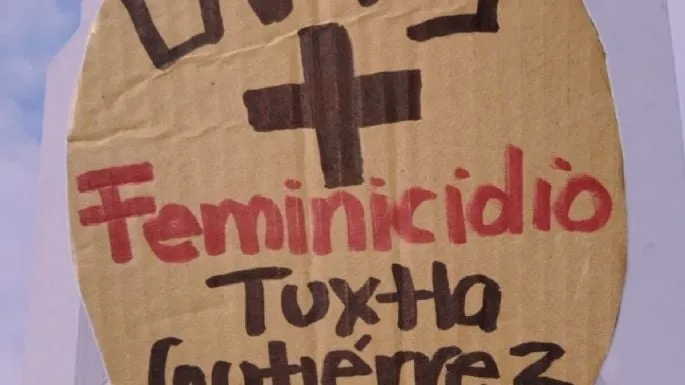 +
Feminicidio
Tuxtla
Gutiérrez